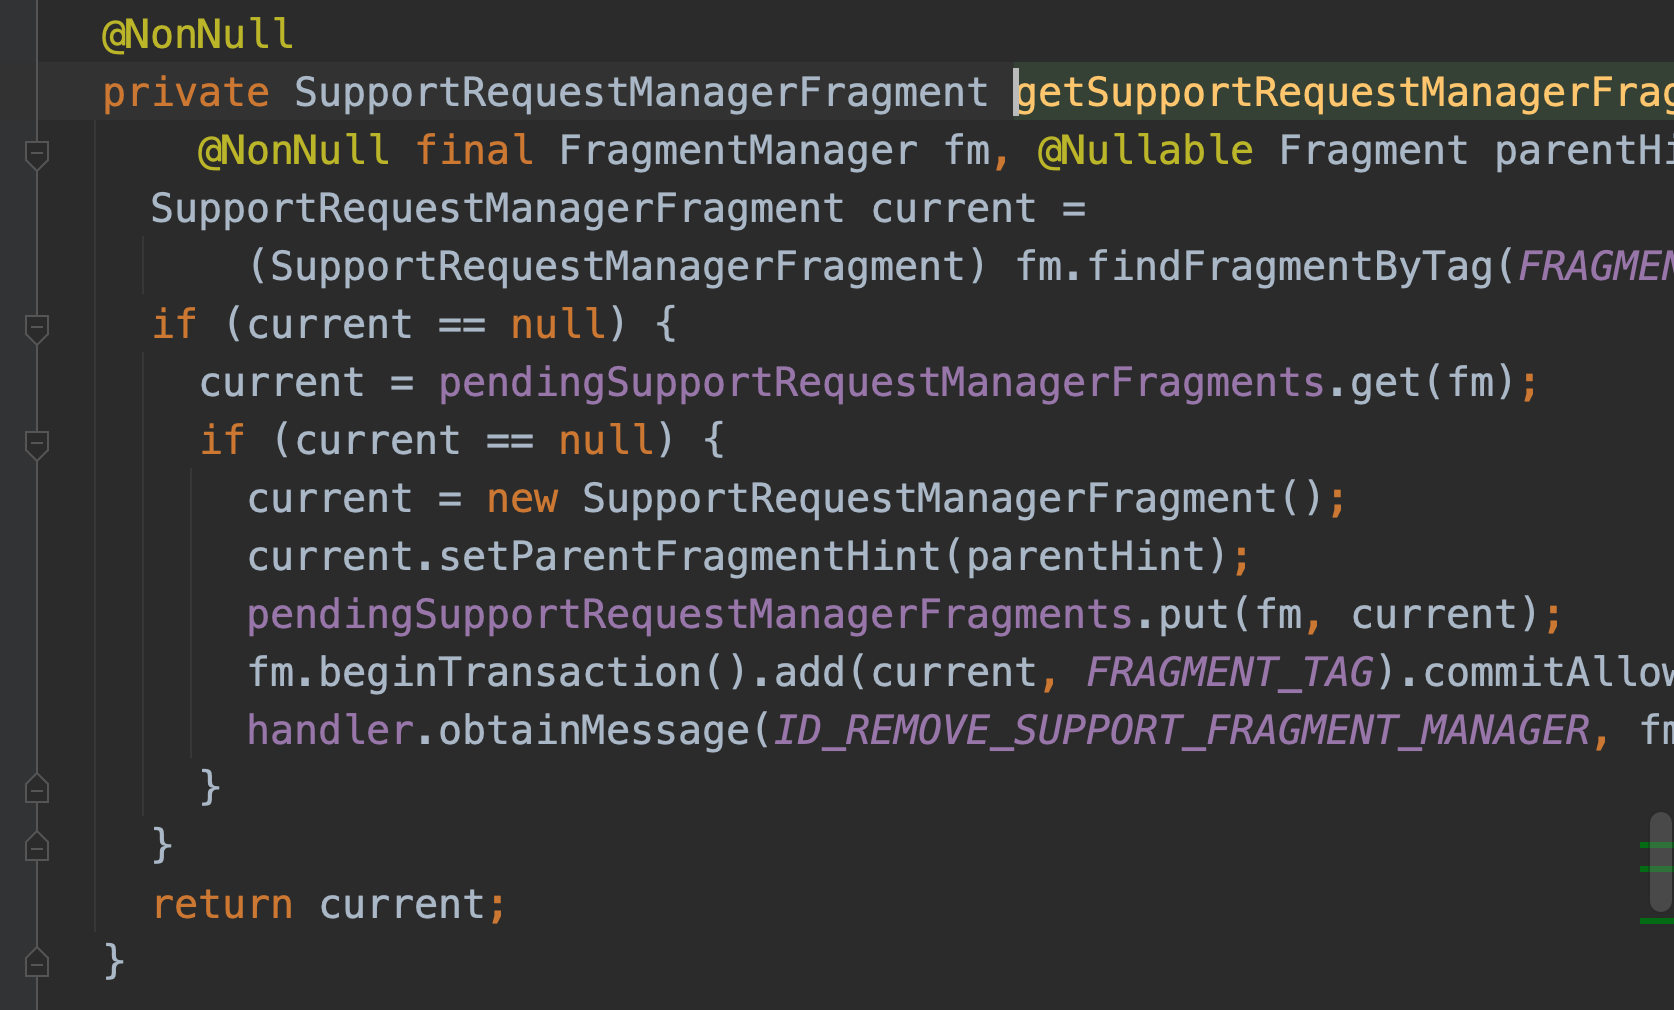 @NonNull
private SupportRequestManagerFragment getSupportRequestManagerFrag
@NonNull final FragmentManager fm, @Nullable Fragment parentHi
SupportRequestManagerFragment current =
(SupportRequestManagerFragment) fm.findFragmentByTag(FRAGMEN
if (current == null) {
current = pendingSupportRequestManagerFragments.get(fm);
if (current == null) {
current = new SupportRequestManagerFragment();
current.setParentFragmentHint(parentHint);
pendingSupportRequestManagerFragments.put(fm, current);
fm.beginTransaction().add(current, FRAGMENT_TAG).commitAllow
handler.obtainMessage(ID_REMOVE_SUPPORT_FRAGMENT_MANAGER, fm
}
}
return current;
}